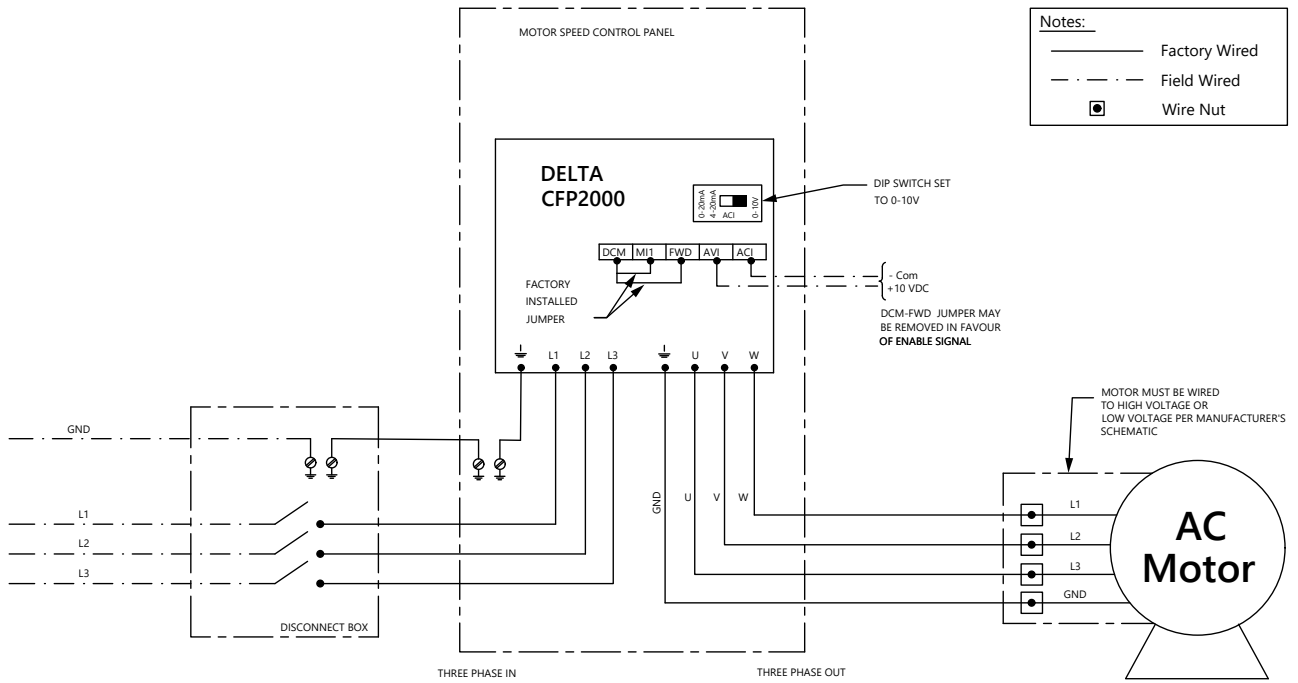 MOTOR SPEED CONTROL PANEL
Notes:
Factory Wired
Field Wired
Wire Nut
DELTA
CFP2000
0-20mA
4-20mA
ACI
0-10V
DIP SWITCH SET
TO 0-10V
DCM MI1 FWD AVI ACI
FACTORY
INSTALLED
JUMPER
- Com
+10 VDC
DCM-FWD JUMPER MAY
BE REMOVED IN FAVOUR
OF ENABLE SIGNAL
L1 L2 L3 U V W
MOTOR MUST BE WIRED
TO HIGH VOLTAGE OR
LOW VOLTAGE PER MANUFACTURER'S
SCHEMATIC
GND
L1
L2
L3
DISCONNECT BOX
GND U V W
L1
L2
L3
GND
AC
Motor
THREE PHASE IN
THREE PHASE OUT